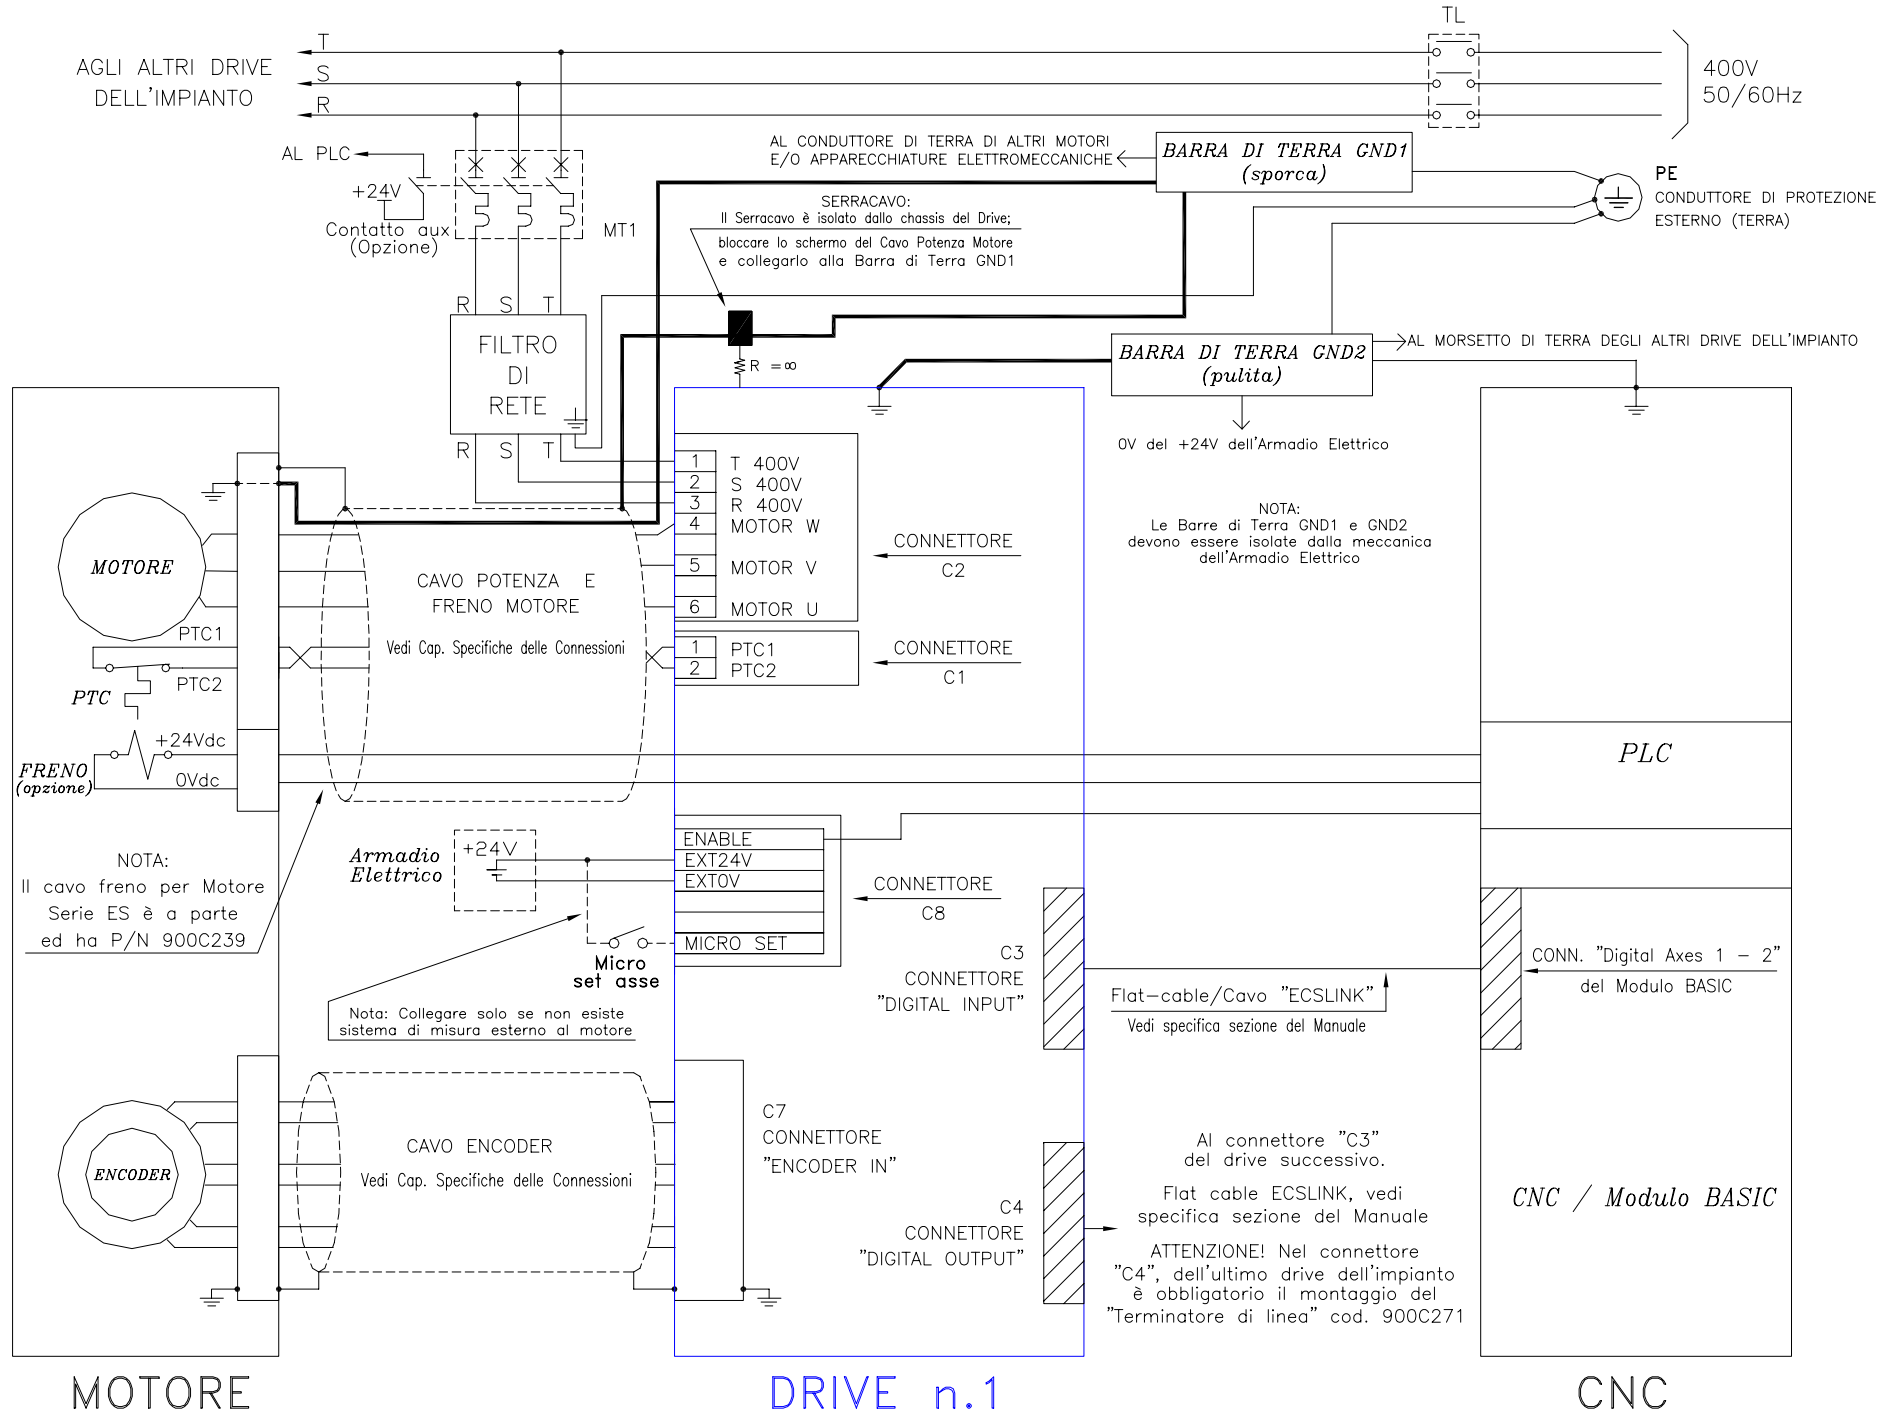 TL
T
AGLI ALTRI DRIVE
DELL'IMPIANTO
S
R
400V
50/60Hz
AL PLC
+24V
Contatto aux
(Opzione)
MT1
AL CONDUTTORE DI TERRA DI ALTRI MOTORI
E/O APPARECCHIATURE ELETTROMECCANICHE
BARRA DI TERRA GND1
(sporca)
PE
CONDUTTORE DI PROTEZIONE
ESTERNO (TERRA)
SERRACAVO:
Il Serracavo è isolato dallo chassis del Drive;
bloccare lo schermo del Cavo Potenza Motore
e collegarlo alla Barra di Terra GND1
R S T
FILTRO
DI
RETE
R S T
R =∞
BARRA DI TERRA GND2
(pulita)
AL MORSETTO DI TERRA DEGLI ALTRI DRIVE DELL'IMPIANTO
0V del +24V dell'Armadio Elettrico
NOTA:
Le Barre di Terra GND1 e GND2
devono essere isolate dalla meccanica
dell'Armadio Elettrico
1 T 400V
2 S 400V
3 R 400V
4 MOTOR W
5 MOTOR V
6 MOTOR U
CONNETTORE
C2
1 PTC1
2 PTC2
CONNETTORE
C1
MOTORE
PTC1
PTC2
PTC
+24Vdc
FRENO
(opzione)
0Vdc
CAVO POTENZA E
FRENO MOTORE
Vedi Cap. Specifiche delle Connessioni
PLC
NOTA:
Il cavo freno per Motore
Serie ES è a parte
ed ha P/N 900C239
Armadio
Elettrico
+24V
ENABLE
EXT24V
EXT0V
MICRO SET
CONNETTORE
C8
Micro
set asse
Nota: Collegare solo se non esiste
sistema di misura esterno al motore
C3
CONNETTORE
"DIGITAL INPUT"
Flat-cable/Cavo "ECSLINK"
Vedi specifica sezione del Manuale
CONN. "Digital Axes 1 - 2"
del Modulo BASIC
ENCODER
CAVO ENCODER
Vedi Cap. Specifiche delle Connessioni
C7
CONNETTORE
"ENCODER IN"
C4
CONNETTORE
"DIGITAL OUTPUT"
Al connettore "C3"
del drive successivo.
Flat cable ECSLINK, vedi
specifica sezione del Manuale
ATTENZIONE! Nel connettore
"C4", dell'ultimo drive dell'impianto
è obbligatorio il montaggio del
"Terminatore di linea" cod. 900C271
CNC / Modulo BASIC
MOTORE
DRIVE n.1
CNC